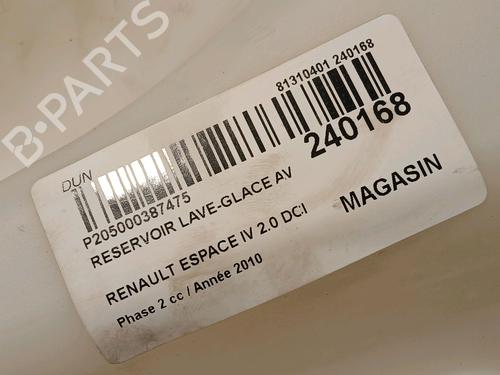 B-PARTS
81310401 240168
DUN
240168
P205000387475
RESERVOIR LAVE-GLACE AV
MAGASIN
RENAULT ESPACE IV 2.0 DCI
Phase 2 cc / Année 2010